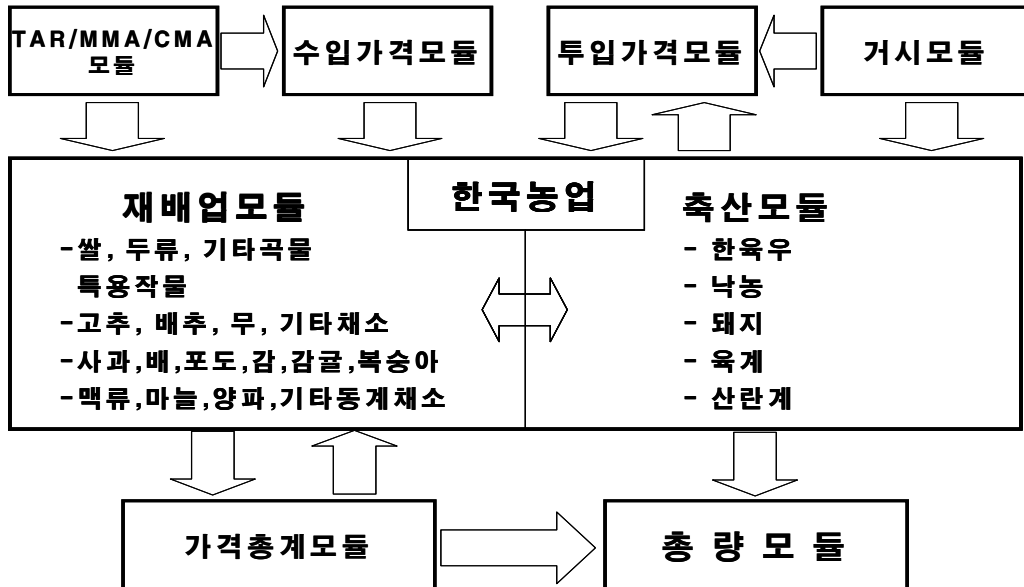 TAR/MMA/CMA
모듈
수입가격모듈
투입가격모듈
거시모듈
한국농업
재배업모듈
-쌀, 두류, 기타곡물
특용작물
-고추, 배추, 무, 기타채소
-사과,배,포도,감,감귤,복숭아
-맥류,마늘,양파,기타동계채소
축산모듈
- 한육우
- 낙농
- 돼지
- 육계
- 산란계
가격총계모듈
총 량 모 듈